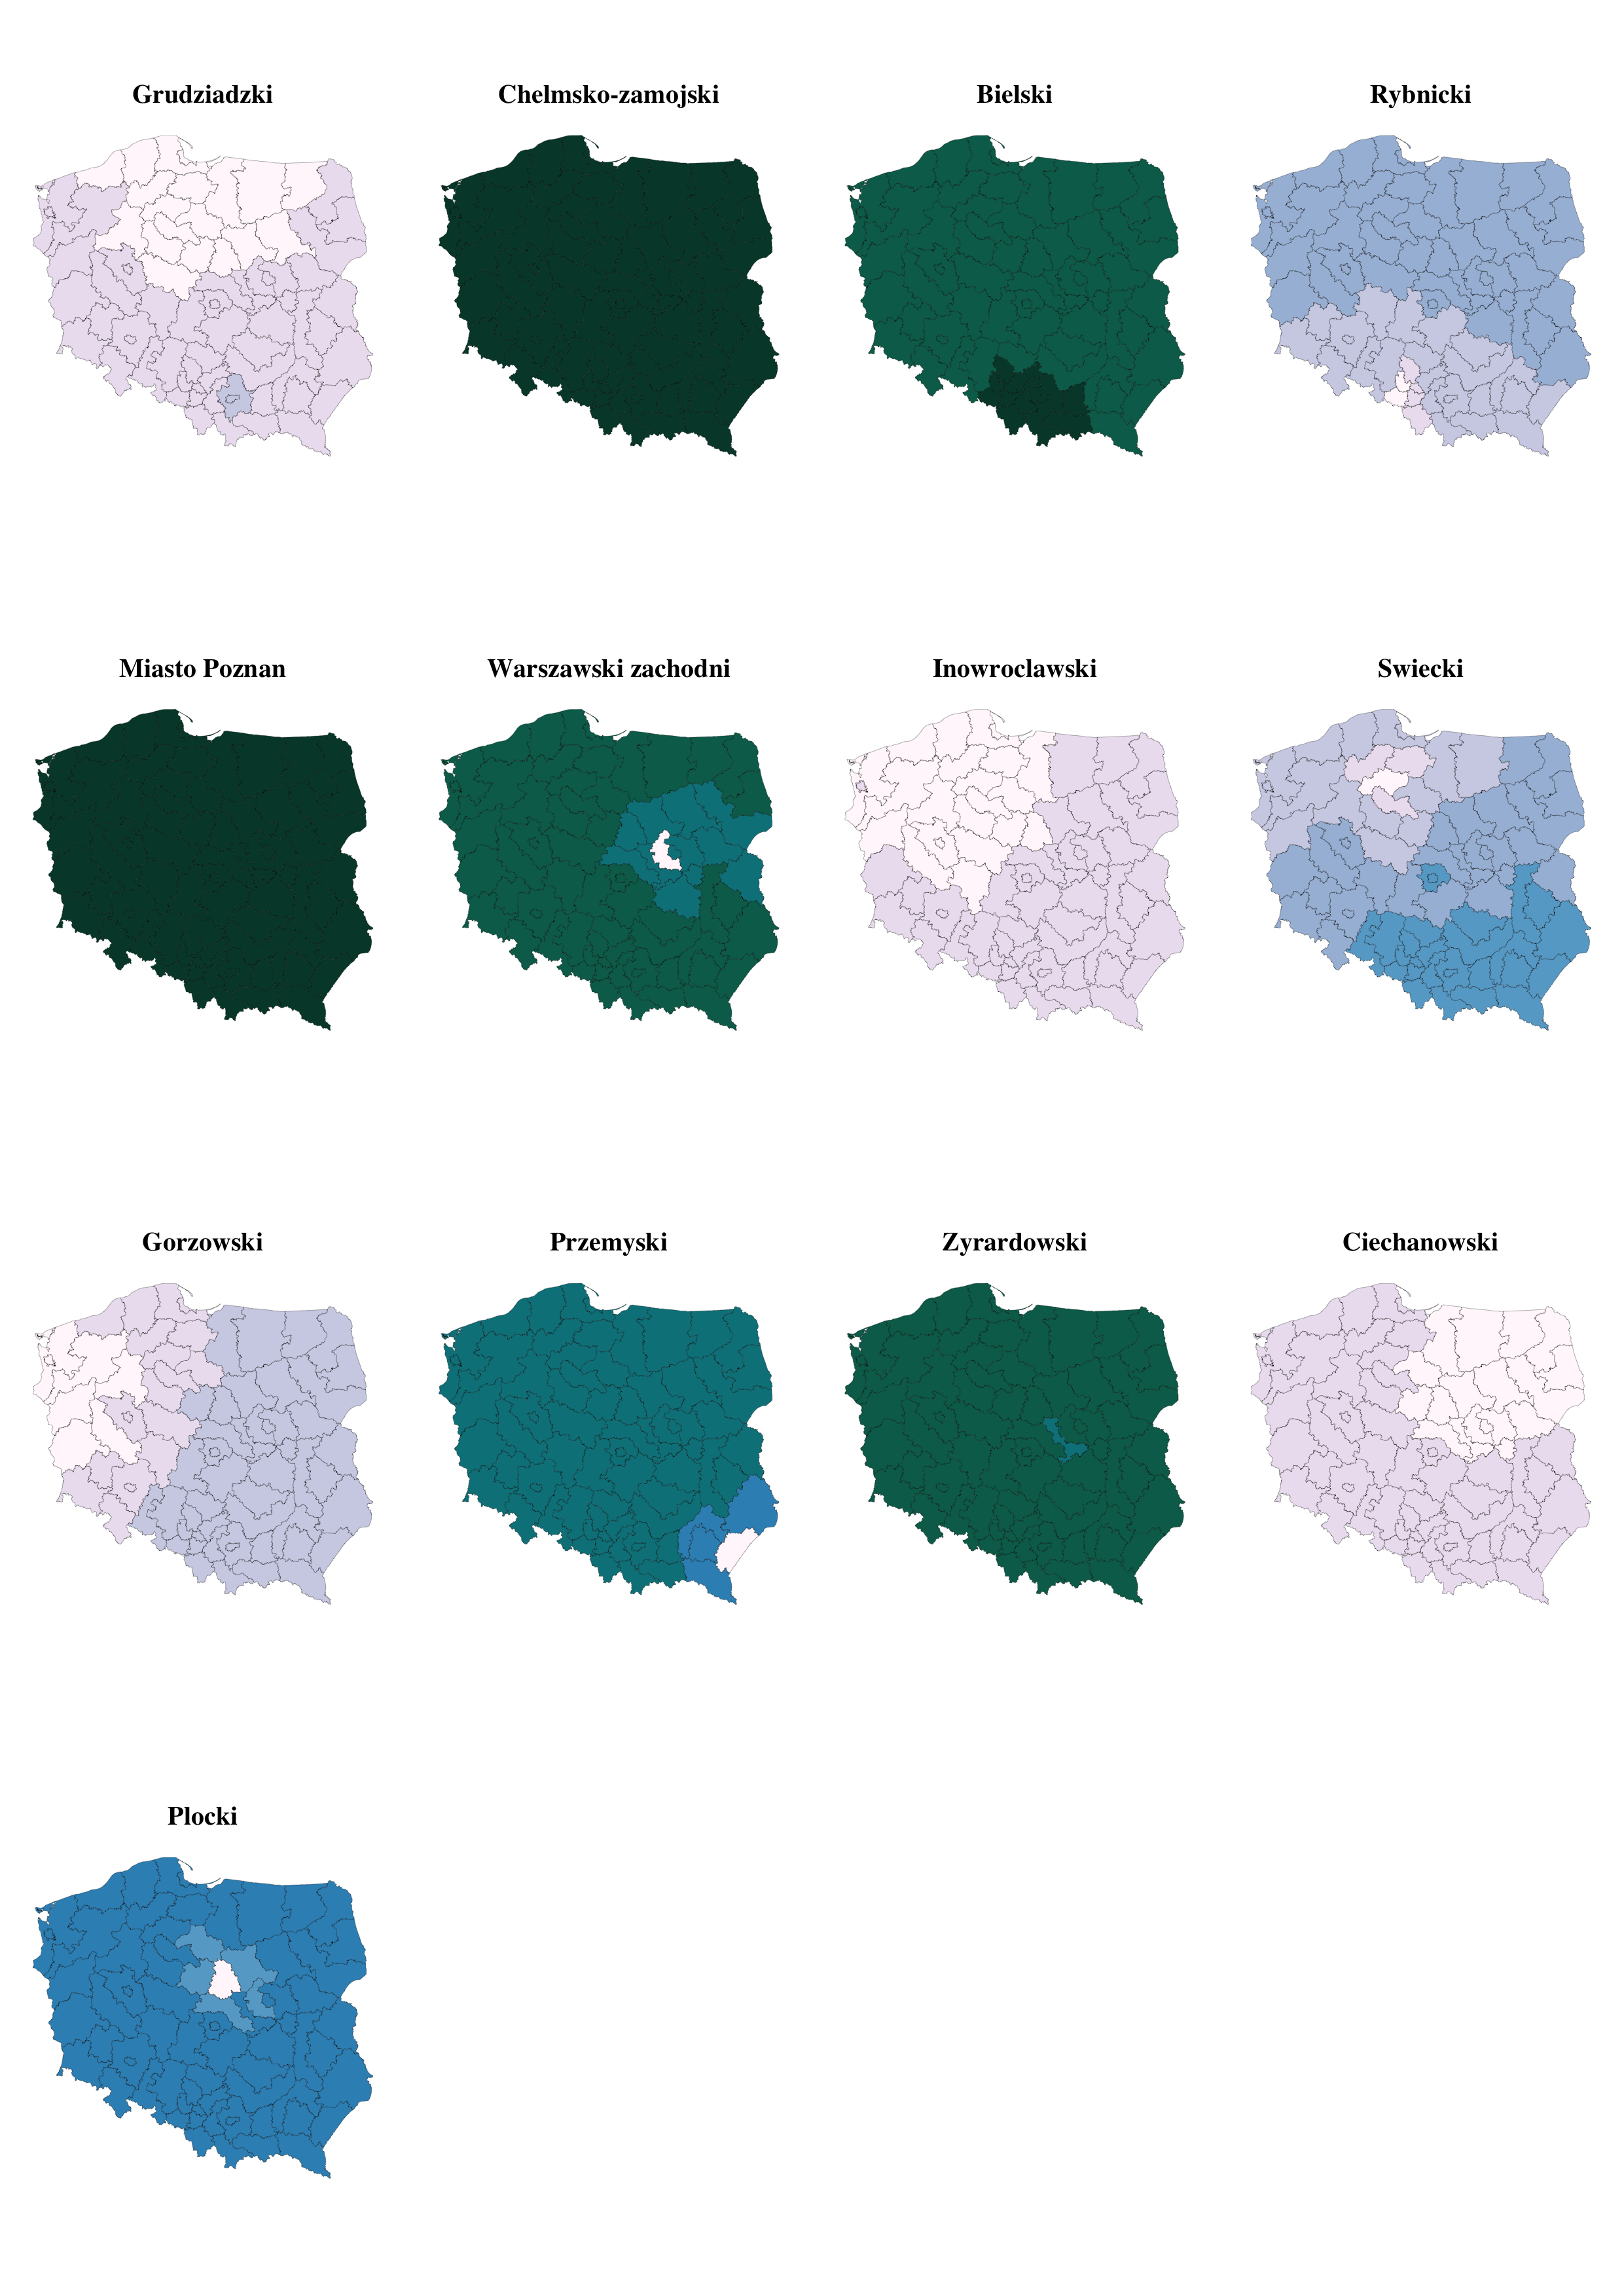 Grudziadzki
Chelmsko-zamojski
Bielski
Rybnicki
Miasto Poznan
Warszawski zachodni
Inowroclawski
Swiecki
Gorzowski
Przemyski
Zyrardowski
Ciechanowski
Plocki